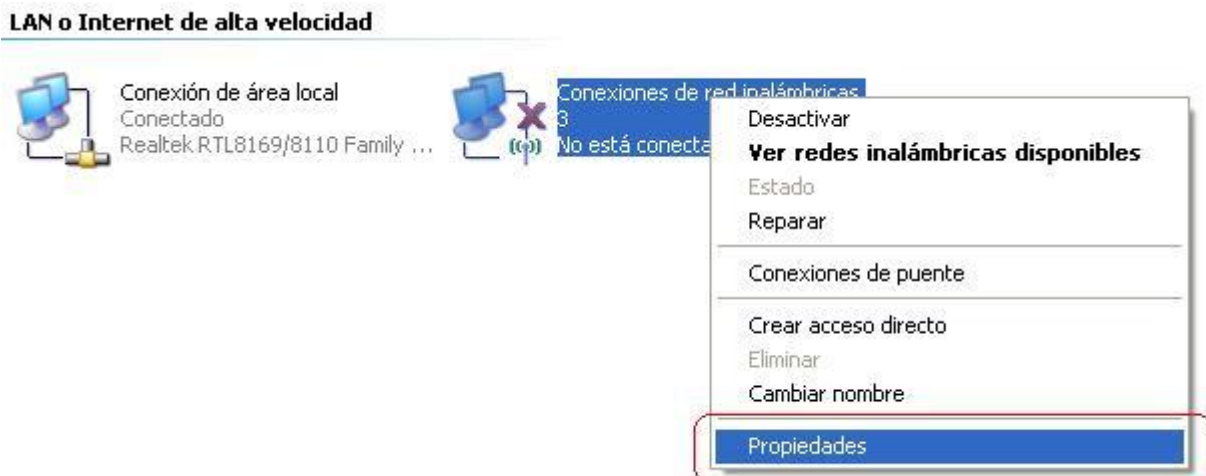 LAN o Internet de alta velocidad
Conexión de área local
Conectado
Realtek RTL8169/8110 Family ...
Conexiones de red inalámbricas
3
No está conecta
Desactivar
Ver redes inalámbricas disponibles
Estado
Reparar
Conexiones de puente
Crear acceso directo
Eliminar
Cambiar nombre
Propiedades